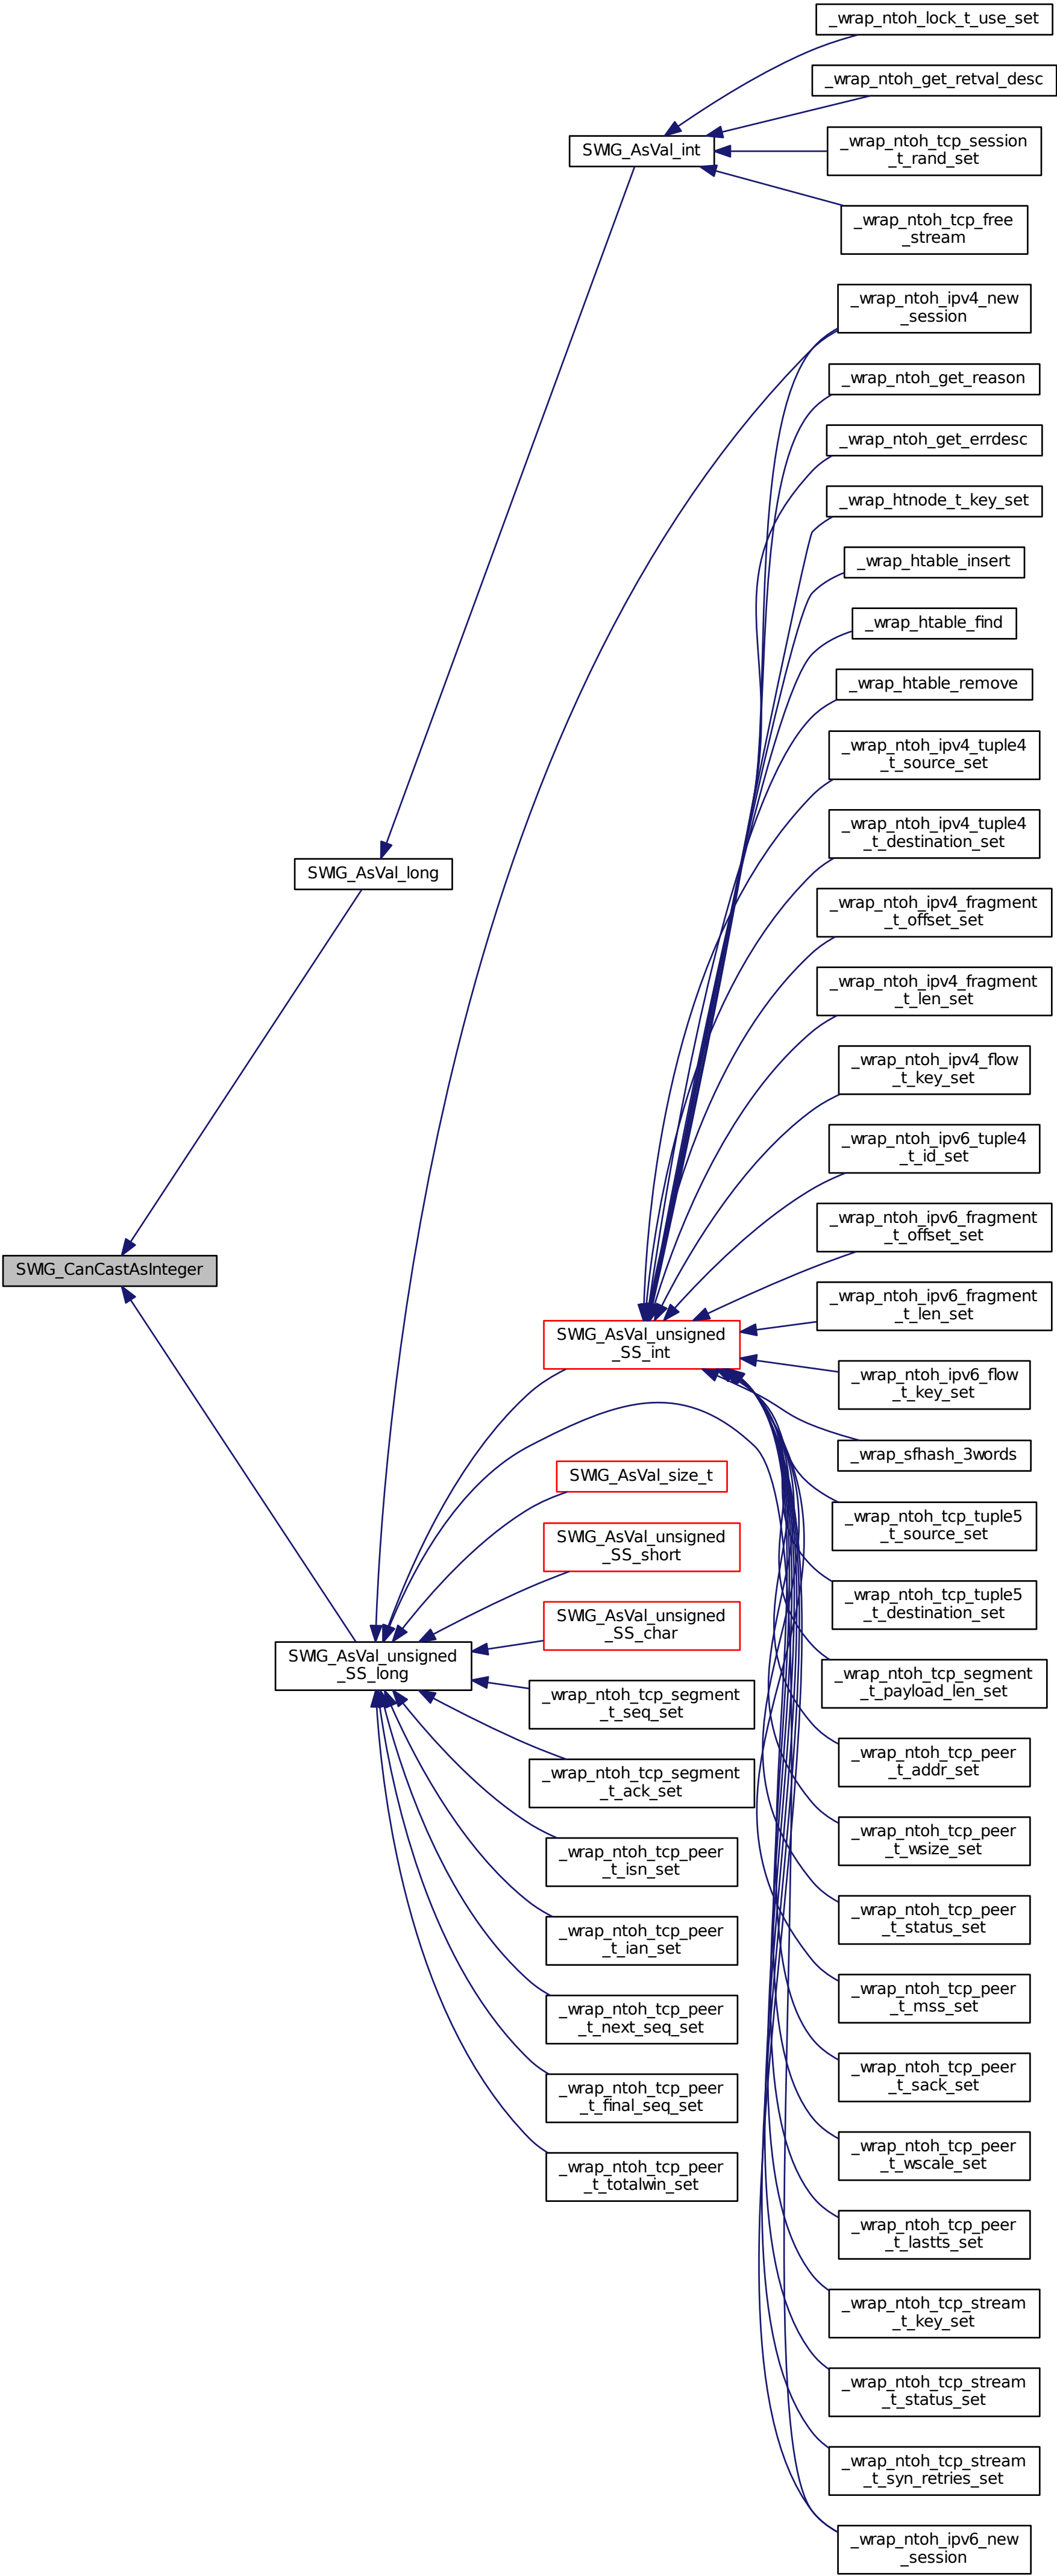 _wrap_ntoh_lock_t_use_set
_wrap_ntoh_get_retval_desc
_wrap_ntoh_tcp_session
_t_rand_set
SWIG_AsVal_int
_wrap_ntoh_tcp_free
_stream
_wrap_ntoh_ipv4_new
_session
_wrap_ntoh_get_reason
_wrap_ntoh_get_errdesc
_wrap_htnode_t_key_set
_wrap_htable_insert
_wrap_htable_find
_wrap_htable_remove
_wrap_ntoh_ipv4_tuple4
_t_source_set
_wrap_ntoh_ipv4_tuple4
_t_destination_set
SWIG_AsVal_long
_wrap_ntoh_ipv4_fragment
_t_offset_set
_wrap_ntoh_ipv4_fragment
_t_len_set
_wrap_ntoh_ipv4_flow
_t_key_set
_wrap_ntoh_ipv6_tuple4
_t_id_set
_wrap_ntoh_ipv6_fragment
_t_offset_set
SWIG_CanCastAsInteger
_wrap_ntoh_ipv6_fragment
_t_len_set
SWIG_AsVal_unsigned
_SS_int
_wrap_ntoh_ipv6_flow
_t_key_set
_wrap_sfhash_3words
SWIG_AsVal_size_t
_wrap_ntoh_tcp_tuple5
_t_source_set
SWIG_AsVal_unsigned
_SS_short
_wrap_ntoh_tcp_tuple5
_t_destination_set
SWIG_AsVal_unsigned
_SS_char
SWIG_AsVal_unsigned
_SS_long
_wrap_ntoh_tcp_segment
_t_payload_len_set
_wrap_ntoh_tcp_segment
_t_seq_set
_wrap_ntoh_tcp_peer
_t_addr_set
_wrap_ntoh_tcp_segment
_t_ack_set
_wrap_ntoh_tcp_peer
_t_wsize_set
_wrap_ntoh_tcp_peer
_t_isn_set
_wrap_ntoh_tcp_peer
_t_status_set
_wrap_ntoh_tcp_peer
_t_ian_set
_wrap_ntoh_tcp_peer
_t_mss_set
_wrap_ntoh_tcp_peer
_t_next_seq_set
_wrap_ntoh_tcp_peer
_t_sack_set
_wrap_ntoh_tcp_peer
_t_final_seq_set
_wrap_ntoh_tcp_peer
_t_wscale_set
_wrap_ntoh_tcp_peer
_t_totalwin_set
_wrap_ntoh_tcp_peer
_t_lastts_set
_wrap_ntoh_tcp_stream
_t_key_set
_wrap_ntoh_tcp_stream
_t_status_set
_wrap_ntoh_tcp_stream
_t_syn_retries_set
_wrap_ntoh_ipv6_new
_session